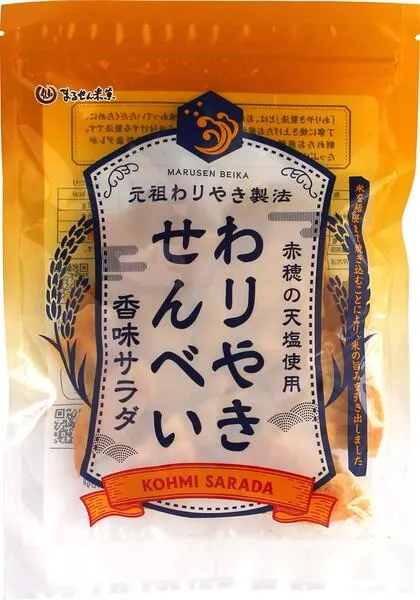 まるせん米菓
MARUSEN BEIKA
元祖わりやき製法
赤穂の天塩使用
わりやき
せんべい
香味サラダ
米を極限まで焼き込むことにより、米の旨みを引き出しました
KOHMI SARADA